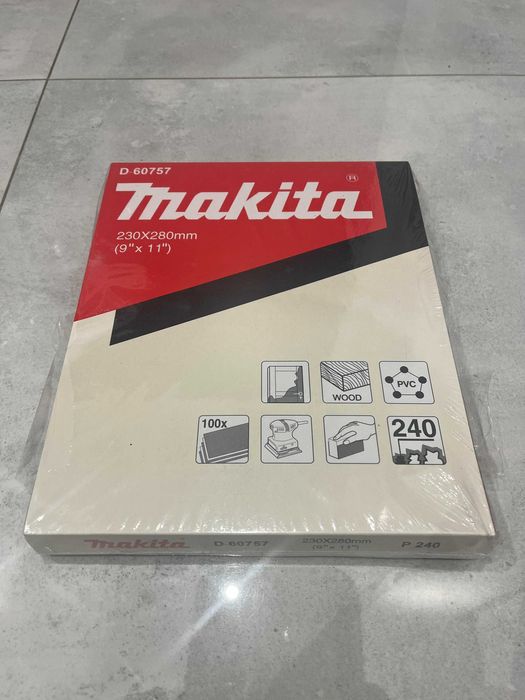 D-60757
makita ®
230X280mm
(9"x 11")
WOOD
PVC
100x
240
makita D-60757 230X280mm P 240
(9"x 11")